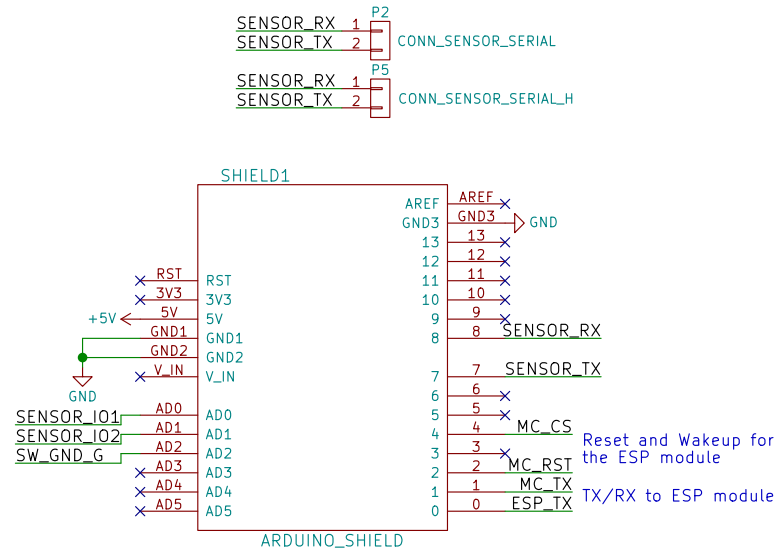 P2
SENSOR_RX 1
SENSOR_TX 2
CONN_SENSOR_SERIAL
P5
SENSOR_RX 1
SENSOR_TX 2
CONN_SENSOR_SERIAL_H
SHIELD1
RST RST
3V3 3V3
+5V 5V 5V
GND1 GND1
GND2 GND2
V_IN V_IN
GND
SENSOR_IO1 AD0 AD0
SENSOR_IO2 AD1 AD1
SW_GND_G AD2 AD2
AD3 AD3
AD4 AD4
AD5 AD5
AREF AREF
GND3 GND3 GND
13 13
12 12
11 11
10 10
9 9
8 8 SENSOR_RX
7 7 SENSOR_TX
6 6
5 5
4 4 MC_CS
3 3
2 2 MC_RST
1 1 MC_TX
0 0 ESP_TX
Reset and Wakeup for
the ESP module
TX/RX to ESP module
ARDUINO_SHIELD